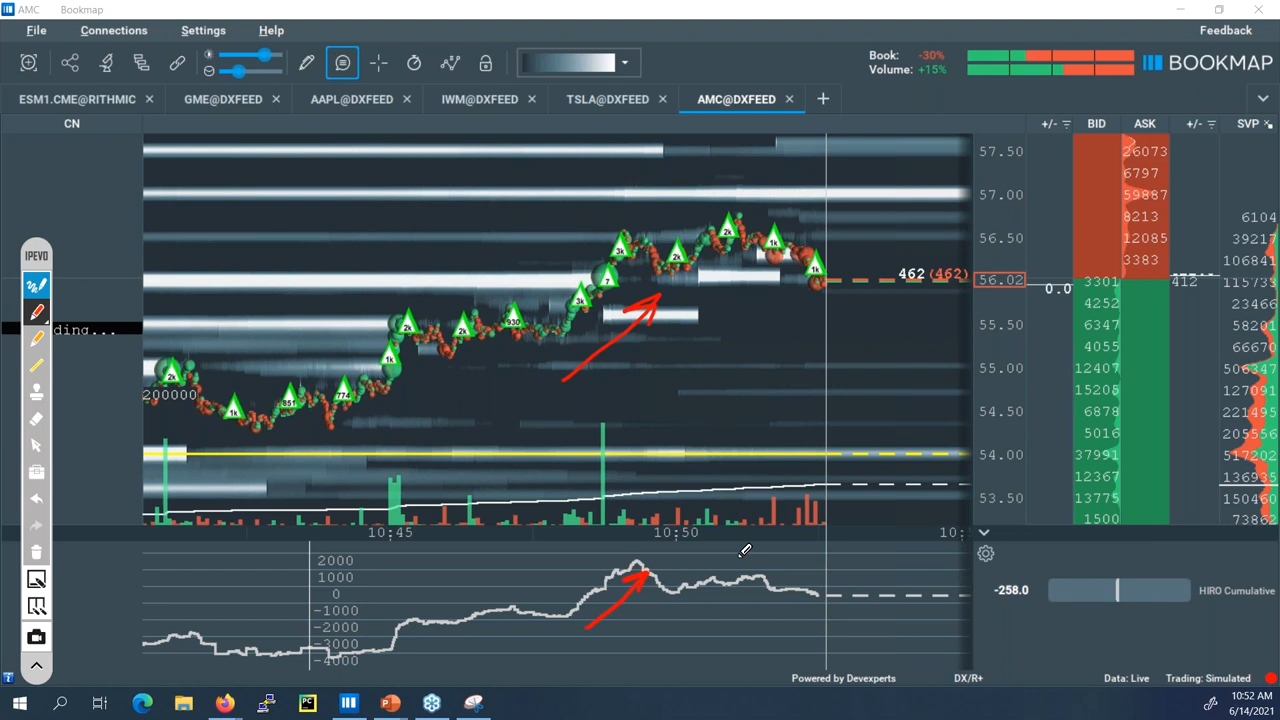 AMC Bookmap
File Connections Settings Help Feedback
Book: -30%
Volume: +15%
BOOKMAP
ESM1.CME@RITHMIC GME@DXFEED AAPL@DXFEED IWM@DXFEED TSLA@DXFEED AMC@DXFEED
CN +/- BID ASK +/- SVP
57.50 26073
6797
57.00 59887
8213 6104
56.50 12085 39217
3383 106841
462 (462) 56.02 3301 412
0.0
4252 23466
55.50 6347 58201
4055 66670
55.00 12407 506347
15205 127091
54.50 6878 221495
5016 205556
54.00 37991 517202
12367 136935
53.50 13775 150460
1500 73862
IPEVO
ding...
200000
2k 1k 851 774 1k 2k 2k 930 3k 7 3k 2k 2k 1k 1k
10:45 10:50
2000
1000
0
-1000
-2000
-3000
-4000
-258.0 HIRO Cumulative
Powered by Devexperts DX/R+ Data: Live Trading: Simulated
PC
10:52 AM
6/14/2021